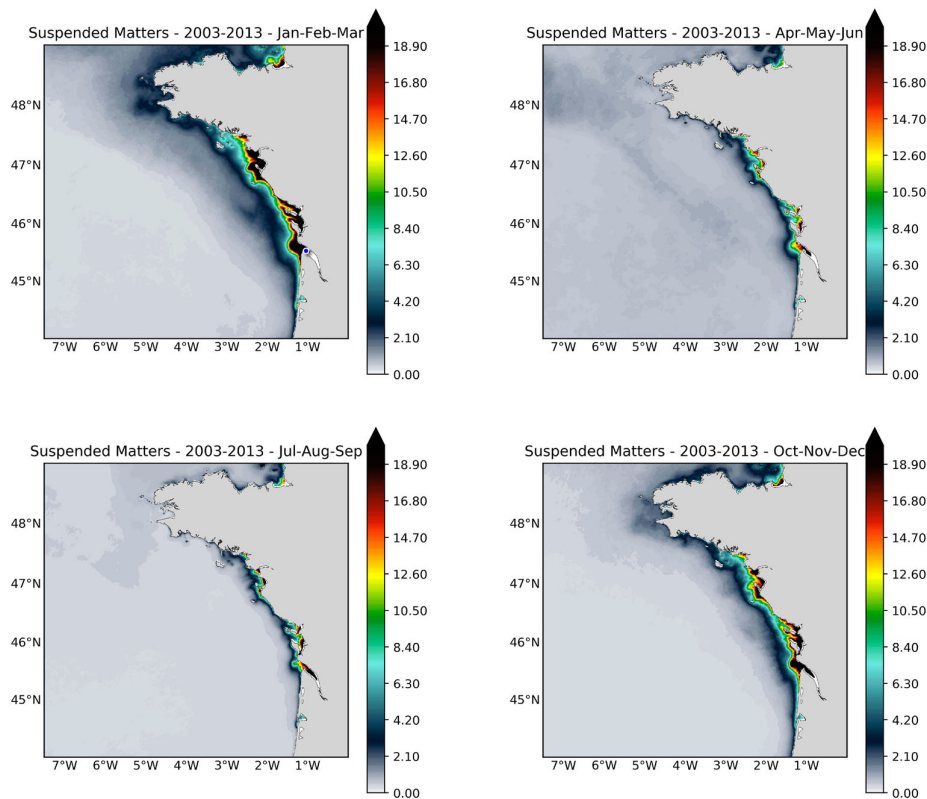 Suspended Matters - 2003-2013 - Jan-Feb-Mar
18.90
16.80
14.70
12.60
10.50
8.40
6.30
4.20
2.10
0.00
48°N
47°N
46°N
45°N
7°W 6°W 5°W 4°W 3°W 2°W 1°W
Suspended Matters - 2003-2013 - Apr-May-Jun
18.90
16.80
14.70
12.60
10.50
8.40
6.30
4.20
2.10
0.00
48°N
47°N
46°N
45°N
7°W 6°W 5°W 4°W 3°W 2°W 1°W
Suspended Matters - 2003-2013 - Jul-Aug-Sep
18.90
16.80
14.70
12.60
10.50
8.40
6.30
4.20
2.10
0.00
48°N
47°N
46°N
45°N
7°W 6°W 5°W 4°W 3°W 2°W 1°W
Suspended Matters - 2003-2013 - Oct-Nov-Dec
18.90
16.80
14.70
12.60
10.50
8.40
6.30
4.20
2.10
0.00
48°N
47°N
46°N
45°N
7°W 6°W 5°W 4°W 3°W 2°W 1°W